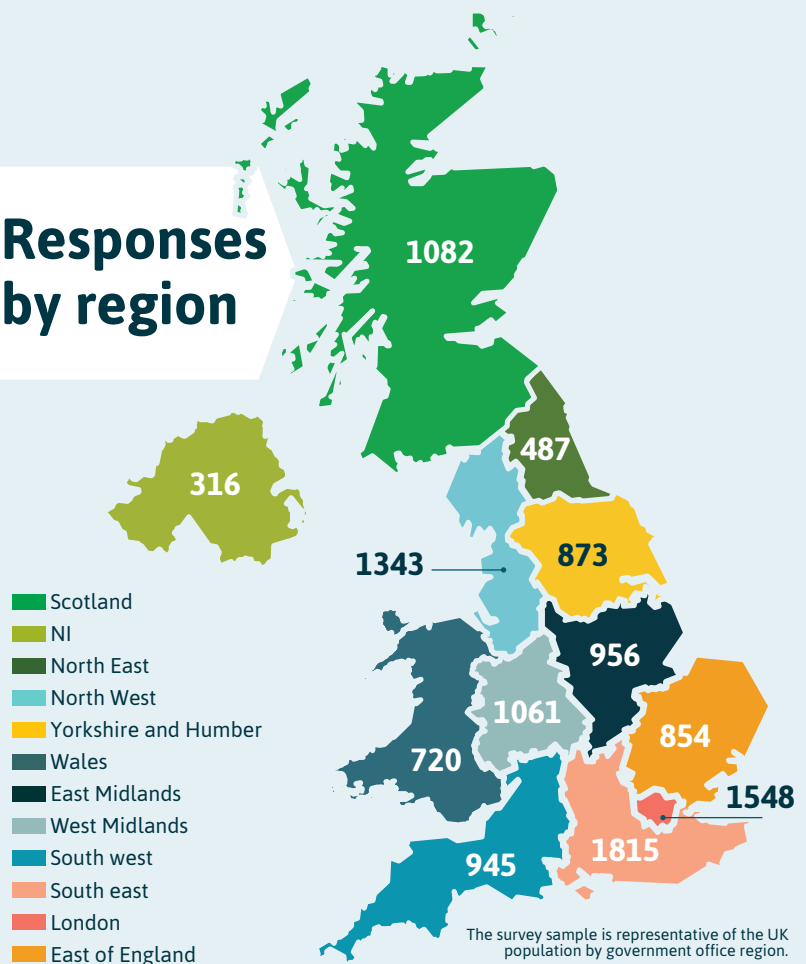 Responses
by region
1082
487
316
1343
873
956
1061
854
720
1548
1815
945
Scotland
NI
North East
North West
Yorkshire and Humber
Wales
East Midlands
West Midlands
South west
South east
London
East of England
The survey sample is representative of the UK
population by government office region.